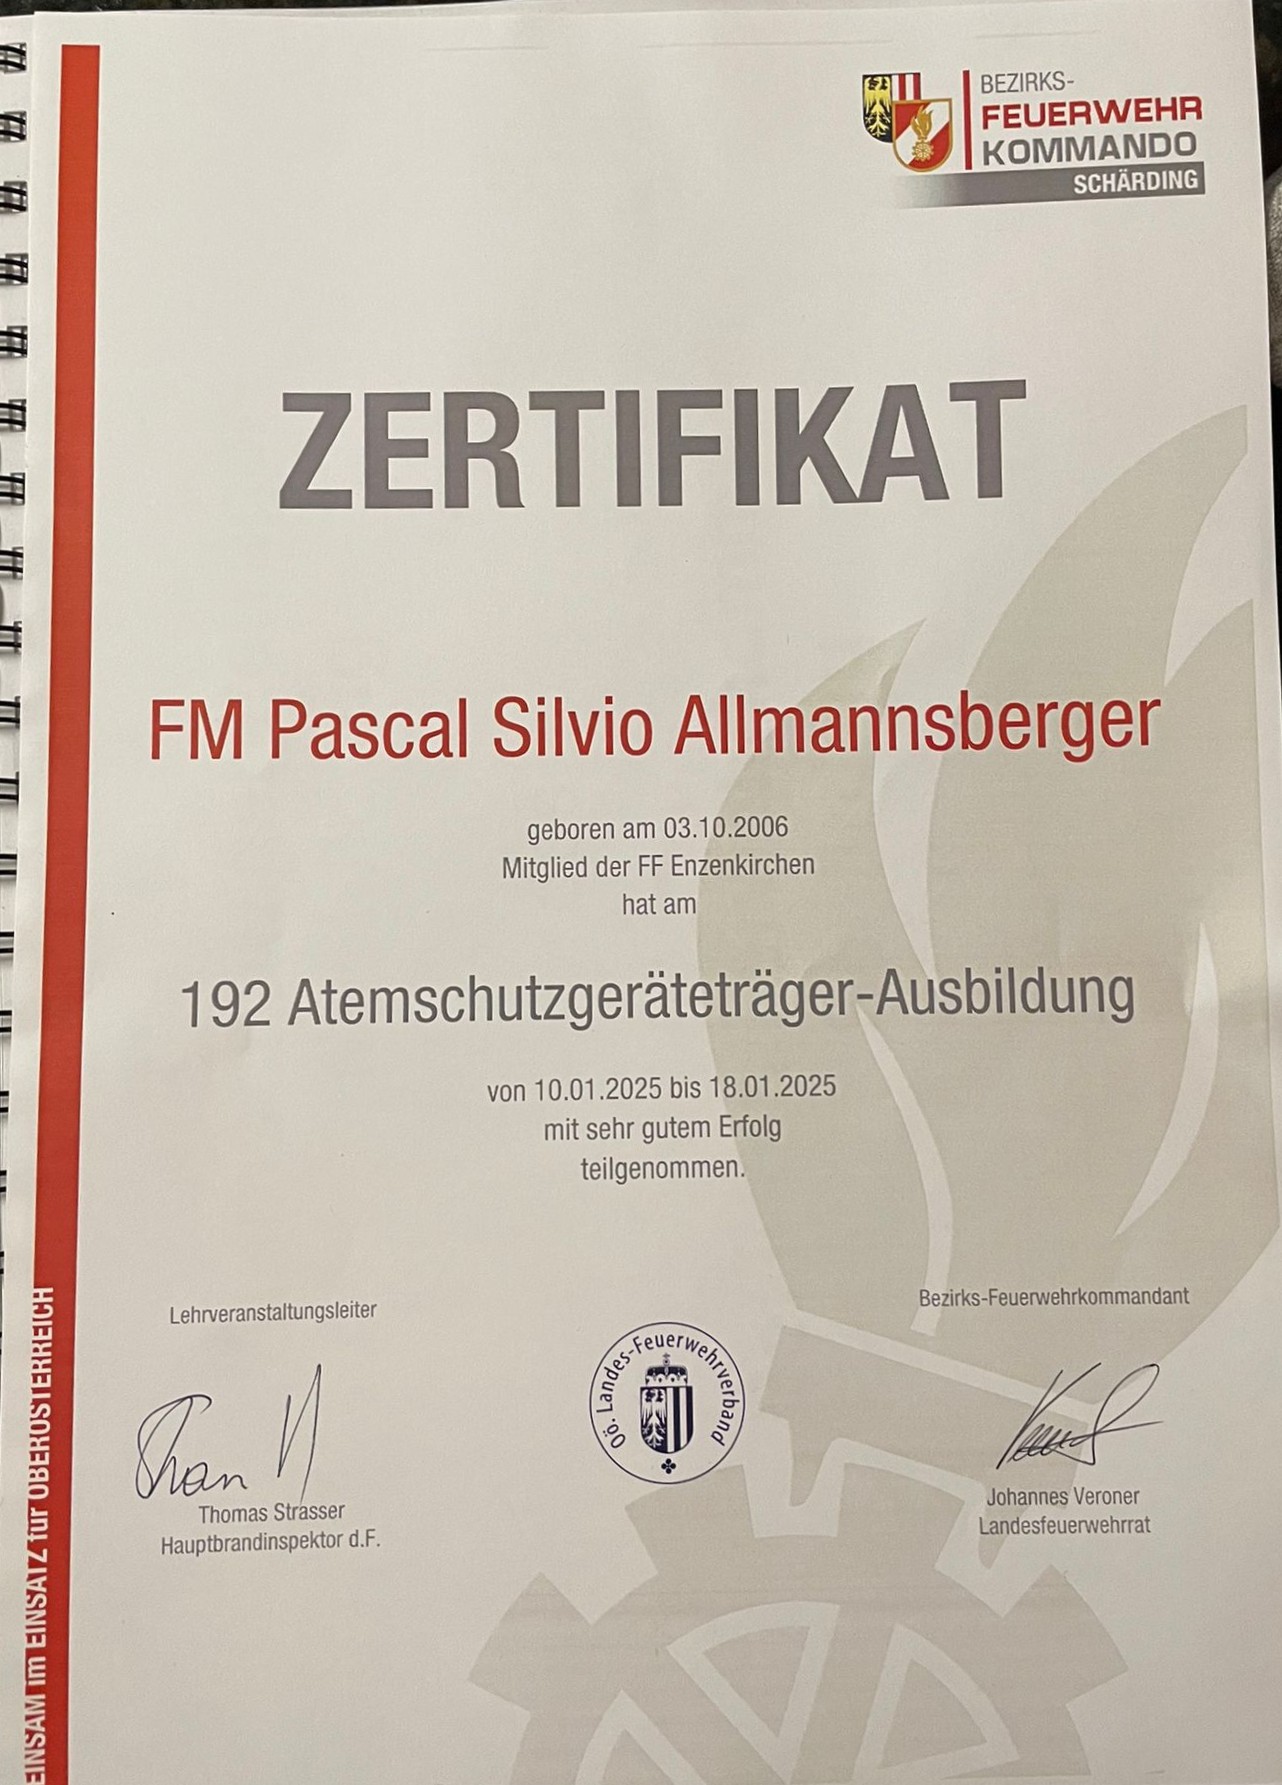 BEZIRKS-
FEUERWEHR
KOMMANDO
SCHÄRDING
ZERTIFIKAT
FM Pascal Silvio Allmannsberger
geboren am 03.10.2006
Mitglied der FF Enzenkirchen
hat am
192 Atemschutzgeräteträger-Ausbildung
von 10.01.2025 bis 18.01.2025
mit sehr gutem Erfolg
teilgenommen.
Lehrveranstaltungsleiter
Thomas Strasser
Hauptbrandinspektor d.F.
OÖ. Landes-Feuerwehrverband
Bezirks-Feuerwehrkommandant
Johannes Veroner
Landesfeuerwehrrat
EINSAM im EINSATZ für OBERÖSTERREICH